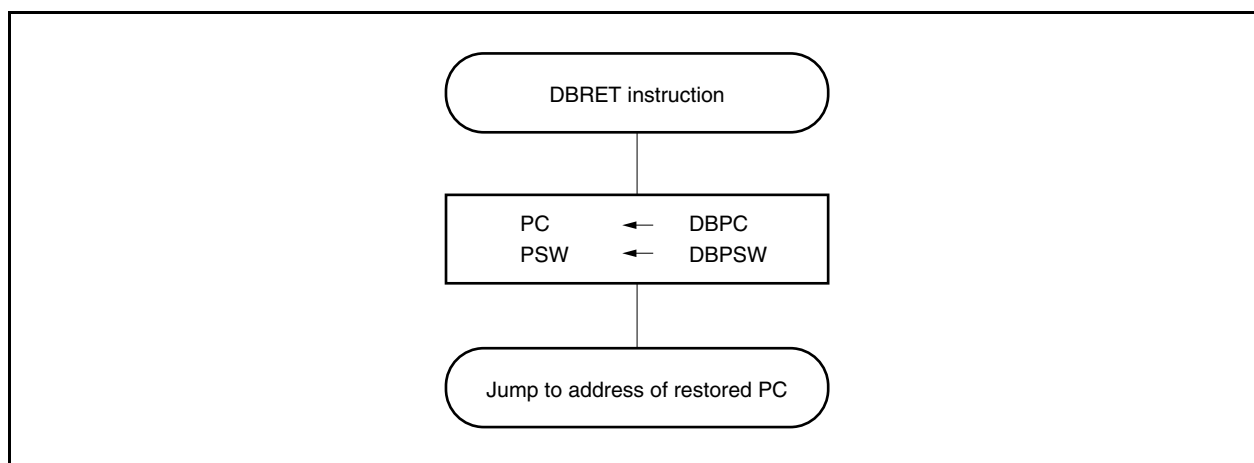 DBRET instruction
PC ← DBPC
PSW ← DBPSW
Jump to address of restored PC